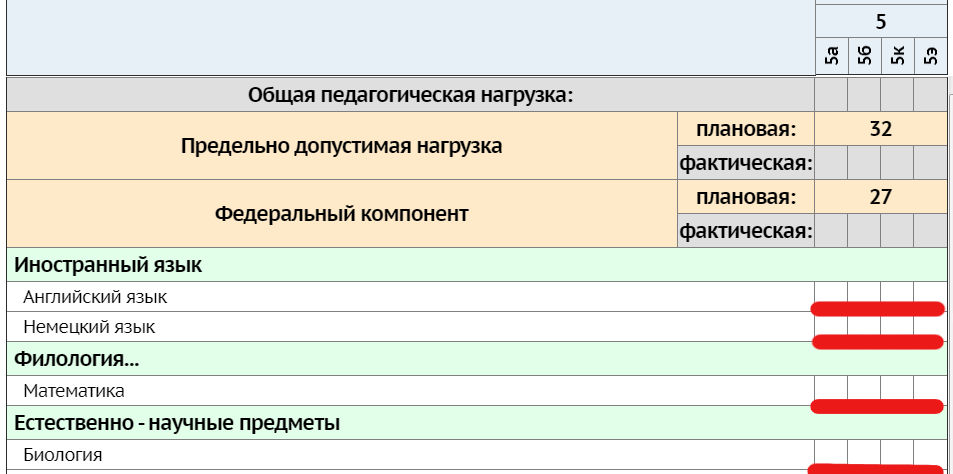 5
5а 5б 5к 5э
Общая педагогическая нагрузка:
Предельно допустимая нагрузка плановая: 32
фактическая:
Федеральный компонент плановая: 27
фактическая:
Иностранный язык
Английский язык
Немецкий язык
Филология...
Математика
Естественно - научные предметы
Биология